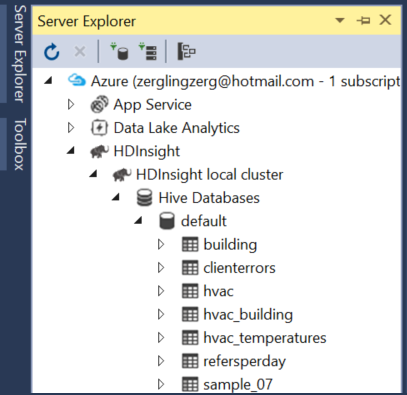 Server Explorer
Toolbox
Server Explorer
Azure (zerglingzerg@hotmail.com - 1 subscript
App Service
Data Lake Analytics
HDInsight
HDInsight local cluster
Hive Databases
default
building
clienterrors
hvac
hvac_building
hvac_temperatures
refersperday
sample_07